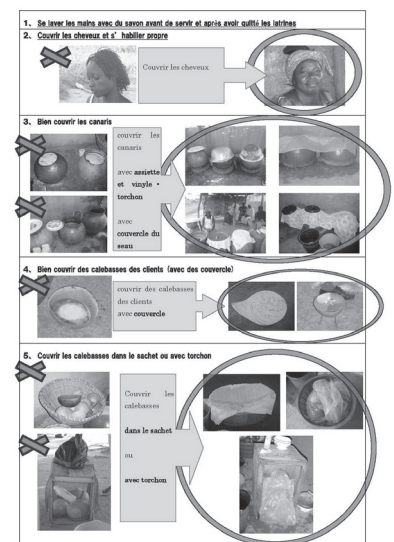 1、 Se laver les mains avec du savon avant de servir et après avoir quitté les latrines
2、 Couvrir les cheveux et s' habiller propre
Couvrir les cheveux
3、 Bien couvrir les canaris
couvrir les
canaris
avec assiette
et vinyle・
torchon
avec
couvercle du
seau
4、 Bien couvrir des calebasses des clients (avec des couvercle)
couvrir des calebasses
des clients
avec couvercle
5、 Couvrir les calebasses dans le sachet ou avec torchon
Couvrir les
calebasses
dans le sachet
ou
avec torchon